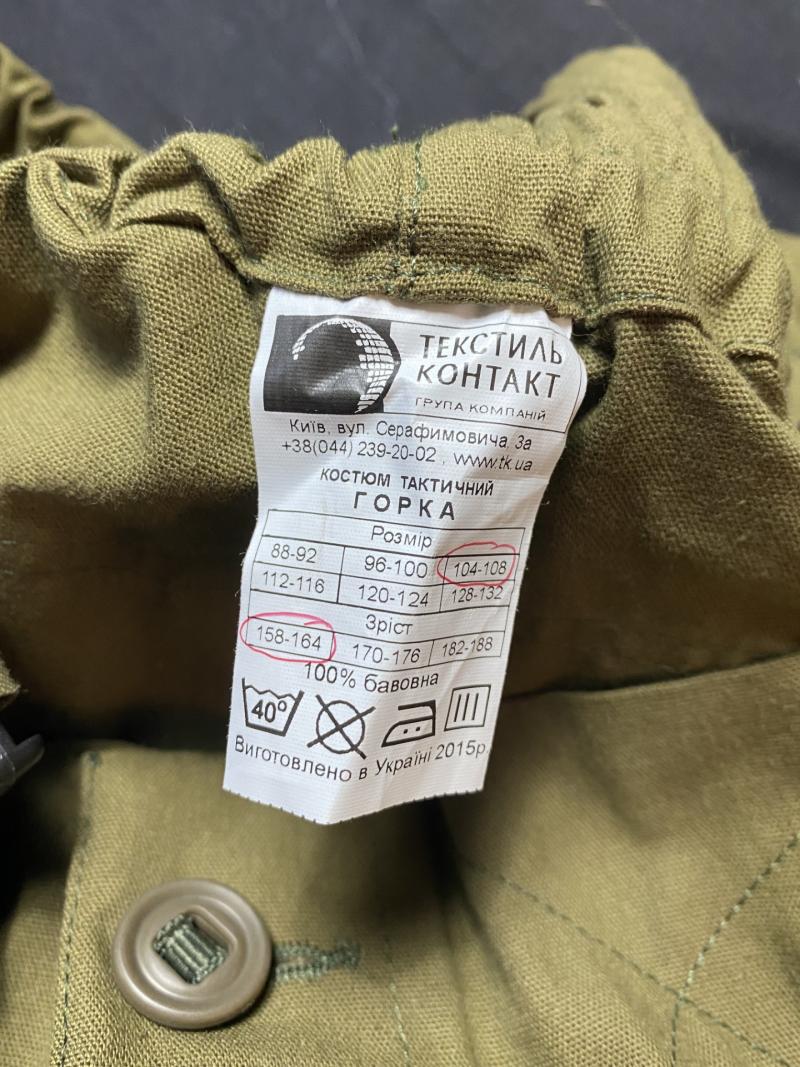 ТЕКСТИЛЬ
КОНТАКТ
ГРУПА КОМПАНІЙ
Київ, вул. Серафимовича, 3а
+38(044) 239-20-02 , www.tk.ua
КОСТЮМ ТАКТИЧНИЙ
ГОРКА
Розмір
88-92 96-100 104-108
112-116 120-124 128-132
Зріст
158-164 170-176 182-188
100% бавовна
40°
Виготовлено в Україні 2015р.